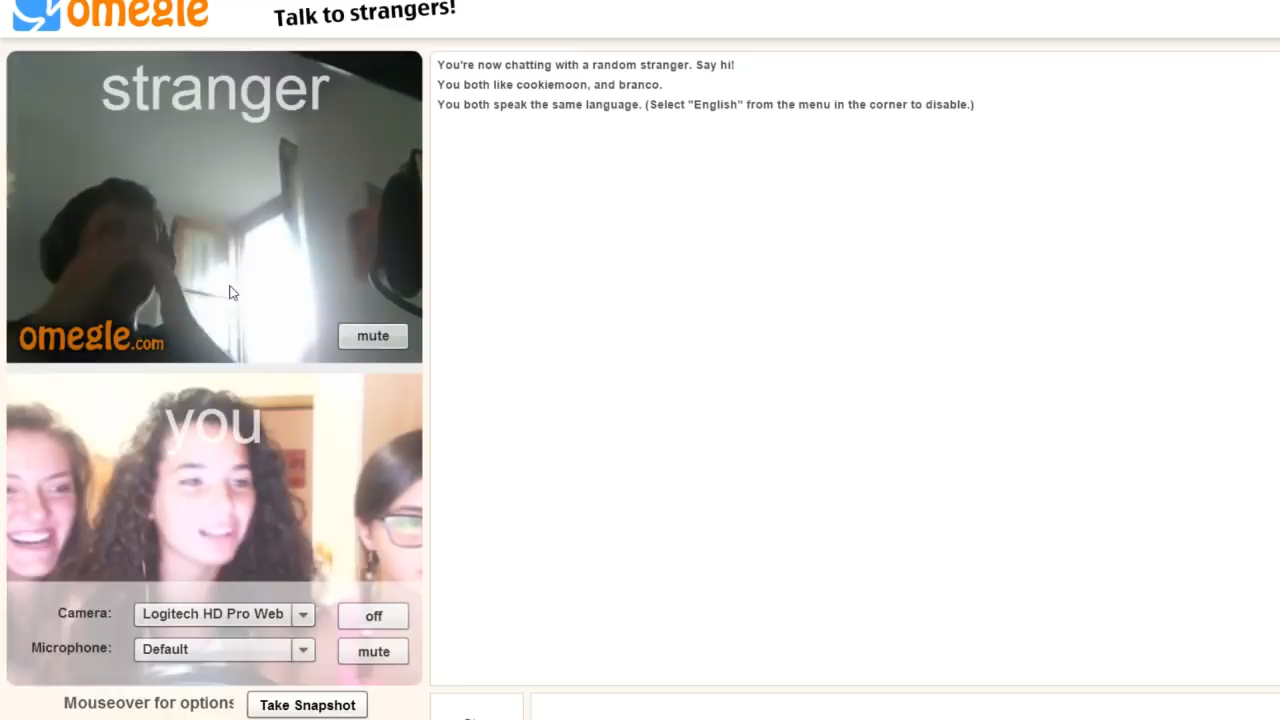 omegle
Talk to strangers!
stranger
You're now chatting with a random stranger. Say hi!
You both like cookiemoon, and branco.
You both speak the same language. (Select "English" from the menu in the corner to disable.)
omegle.com
mute
you
Camera:
Logitech HD Pro Web
off
Microphone:
Default
mute
Mouseover for options
Take Snapshot